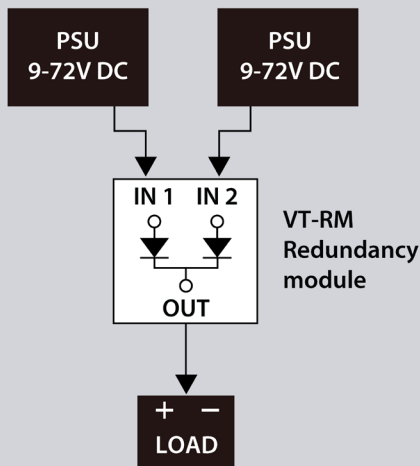 PSU
9-72V DC
PSU
9-72V DC
IN 1 IN 2
OUT
VT-RM
Redundancy
module
+ −
LOAD